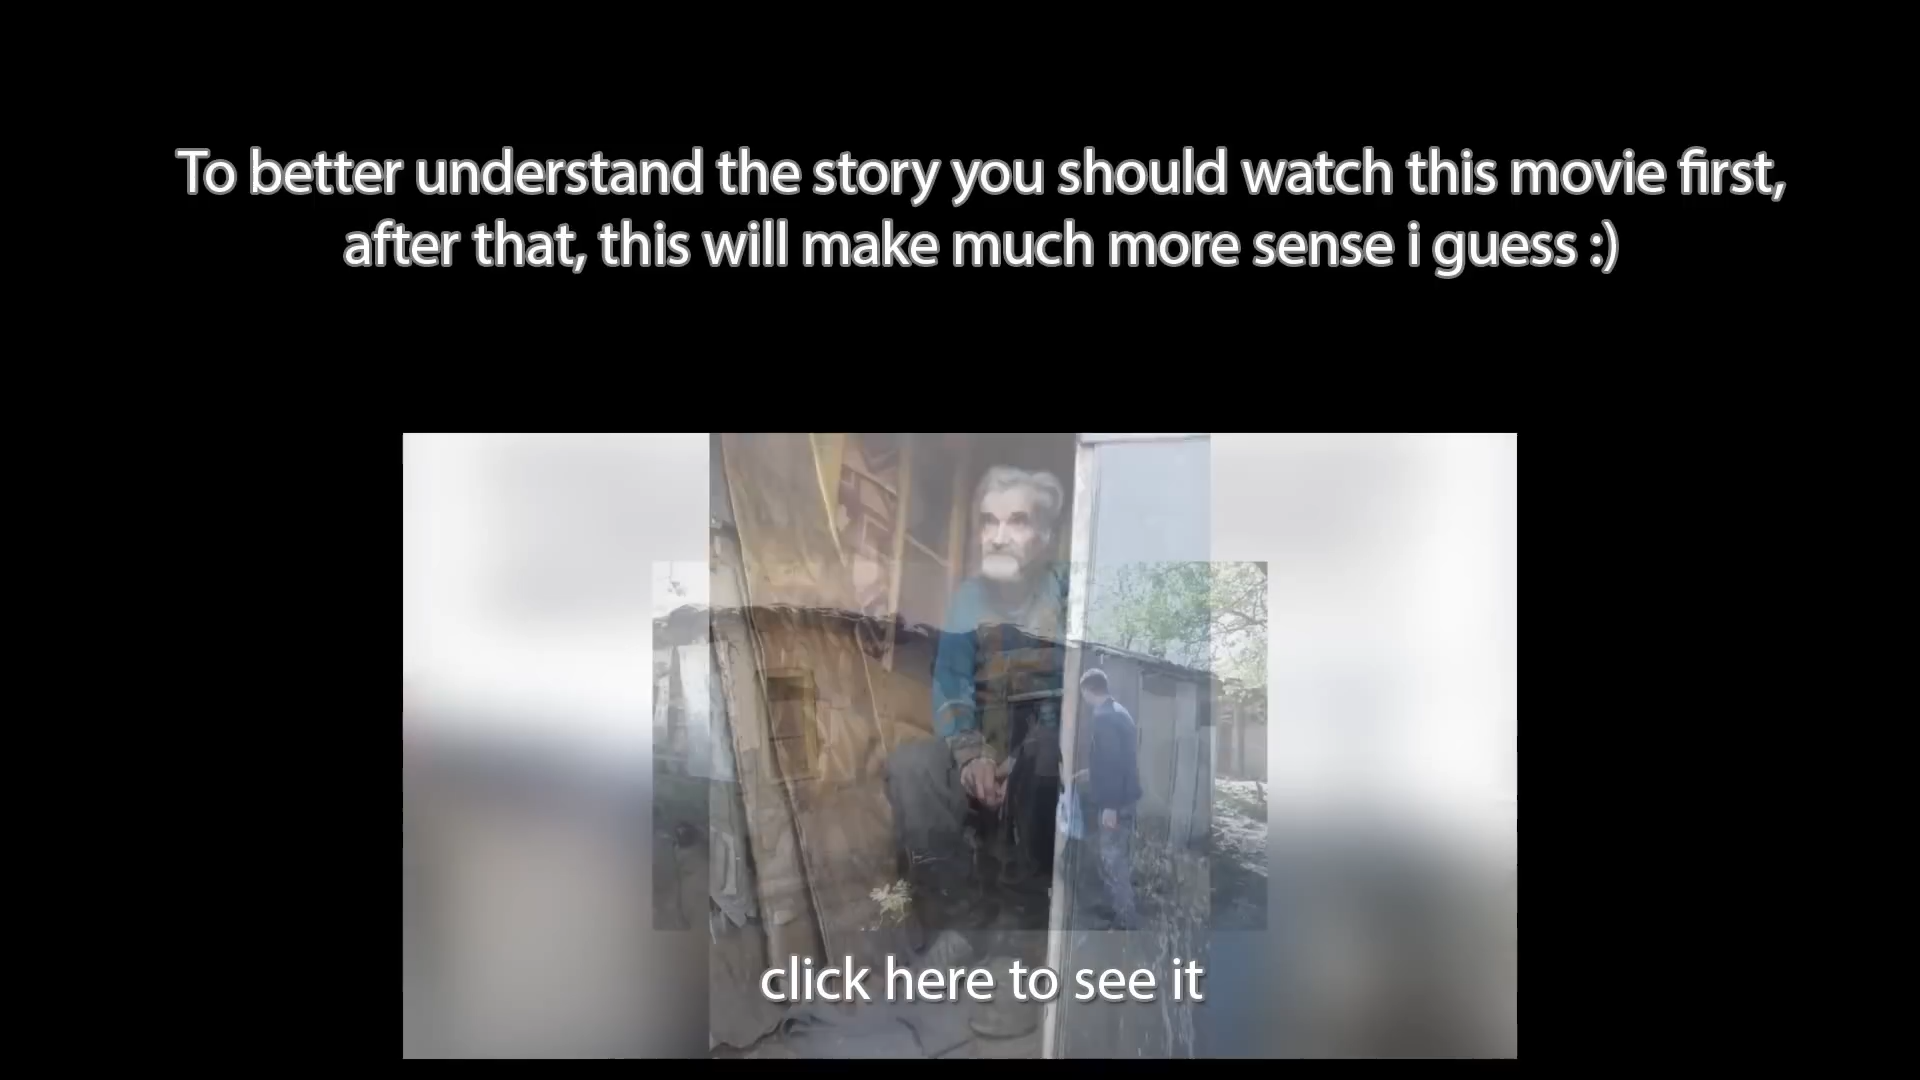 To better understand the story you should watch this movie first,
after that, this will make much more sense i guess :)
click here to see it